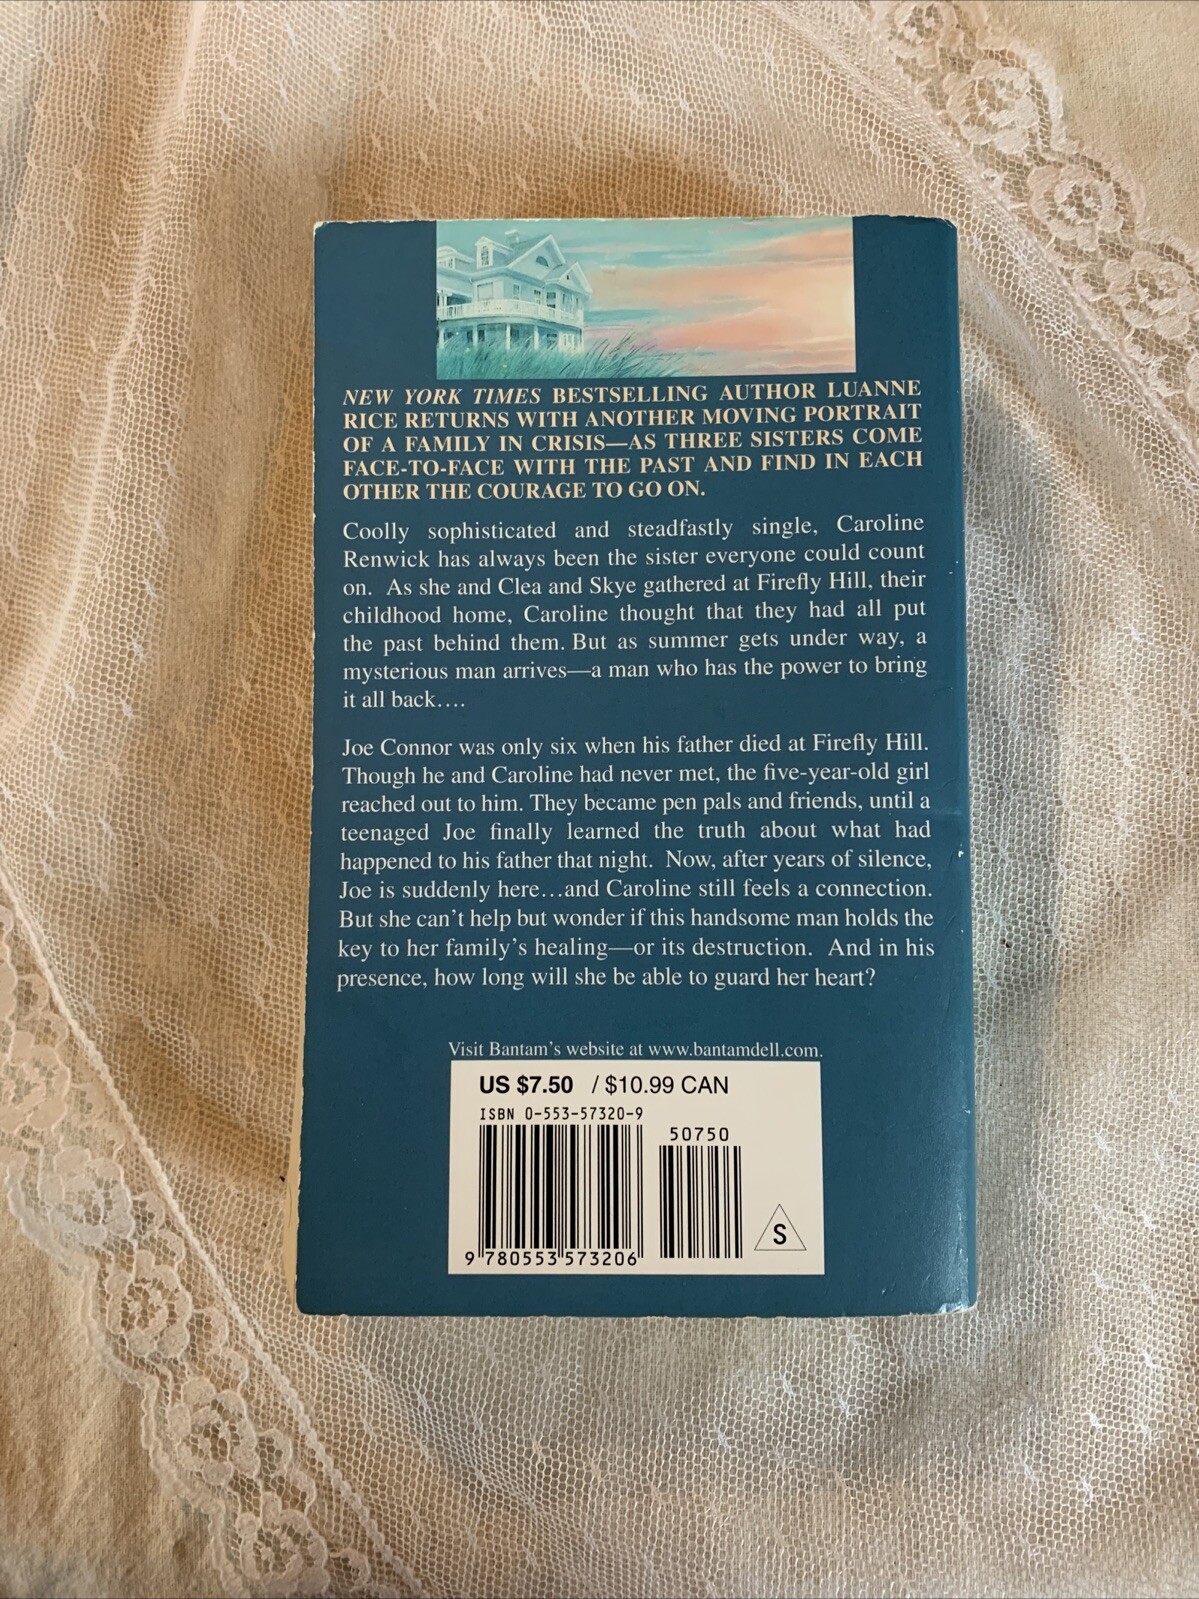 NEW YORK TIMES BESTSELLING AUTHOR LUANNE
RICE RETURNS WITH ANOTHER MOVING PORTRAIT
OF A FAMILY IN CRISIS—AS THREE SISTERS COME
FACE-TO-FACE WITH THE PAST AND FIND IN EACH
OTHER THE COURAGE TO GO ON.
Coolly sophisticated and steadfastly single, Caroline
Renwick has always been the sister everyone could count
on. As she and Clea and Skye gathered at Firefly Hill, their
childhood home, Caroline thought that they had all put
the past behind them. But as summer gets under way, a
mysterious man arrives—a man who has the power to bring
it all back....
Joe Connor was only six when his father died at Firefly Hill.
Though he and Caroline had never met, the five-year-old girl
reached out to him. They became pen pals and friends, until a
teenaged Joe finally learned the truth about what had
happened to his father that night. Now, after years of silence,
Joe is suddenly here...and Caroline still feels a connection.
But she can't help but wonder if this handsome man holds the
key to her family's healing—or its destruction. And in his
presence, how long will she be able to guard her heart?
Visit Bantam's website at www.bantamdell.com.
US $7.50 / $10.99 CAN
ISBN 0-553-57320-9
50750
9 780553 573206
S